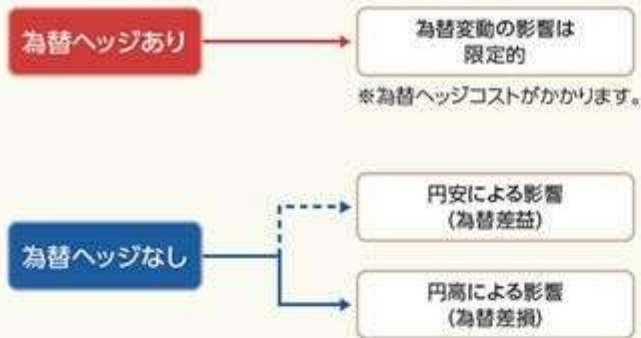 為替ヘッジあり
為替変動の影響は
限定的
※為替ヘッジコストがかかります。
円安による影響
(為替差益)
為替ヘッジなし
円高による影響
(為替差損)